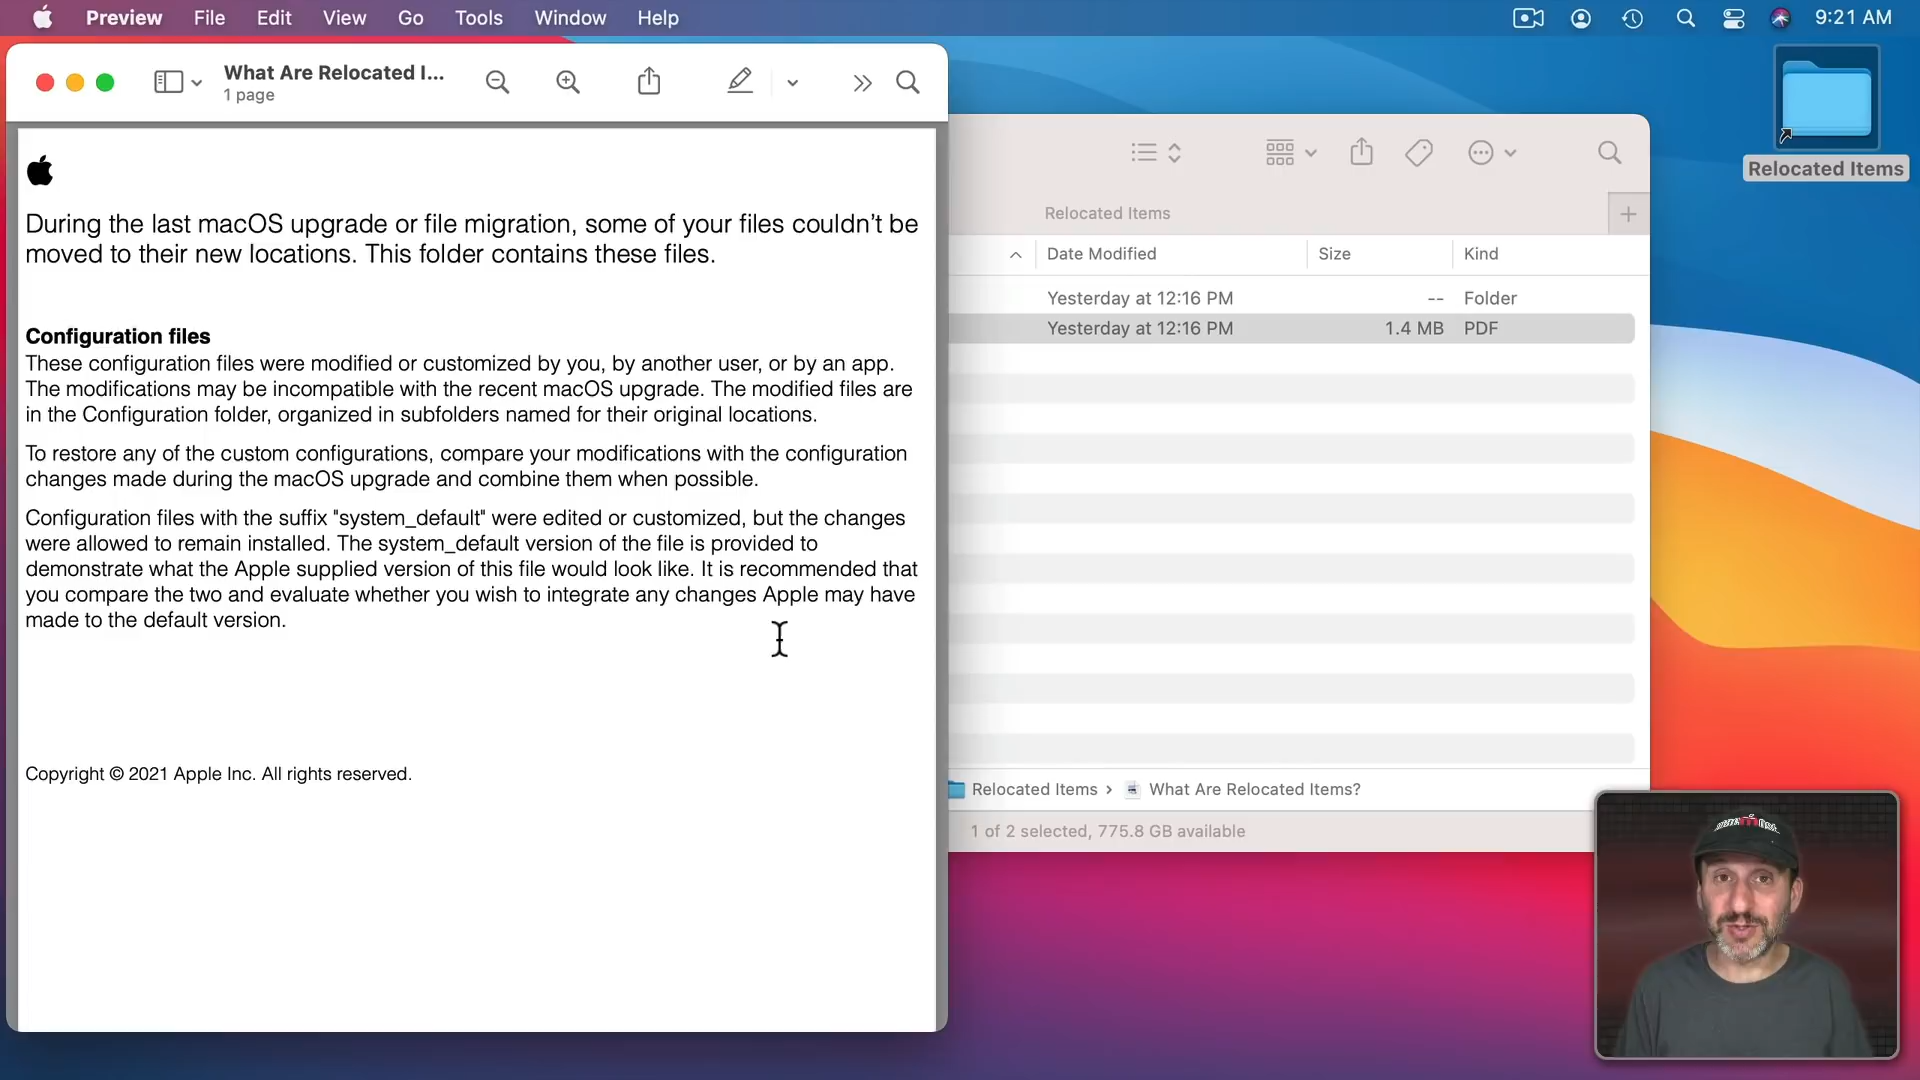 Preview File Edit View Go Tools Window Help 9:21 AM
What Are Relocated I...
1 page
During the last macOS upgrade or file migration, some of your files couldn’t be
moved to their new locations. This folder contains these files.
Configuration files
These configuration files were modified or customized by you, by another user, or by an app.
The modifications may be incompatible with the recent macOS upgrade. The modified files are
in the Configuration folder, organized in subfolders named for their original locations.
To restore any of the custom configurations, compare your modifications with the configuration
changes made during the macOS upgrade and combine them when possible.
Configuration files with the suffix "system_default" were edited or customized, but the changes
were allowed to remain installed. The system_default version of the file is provided to
demonstrate what the Apple supplied version of this file would look like. It is recommended that
you compare the two and evaluate whether you wish to integrate any changes Apple may have
made to the default version.
Copyright © 2021 Apple Inc. All rights reserved.
Relocated Items
Date Modified Size Kind
Yesterday at 12:16 PM -- Folder
Yesterday at 12:16 PM 1.4 MB PDF
Relocated Items › What Are Relocated Items?
1 of 2 selected, 775.8 GB available
Relocated Items